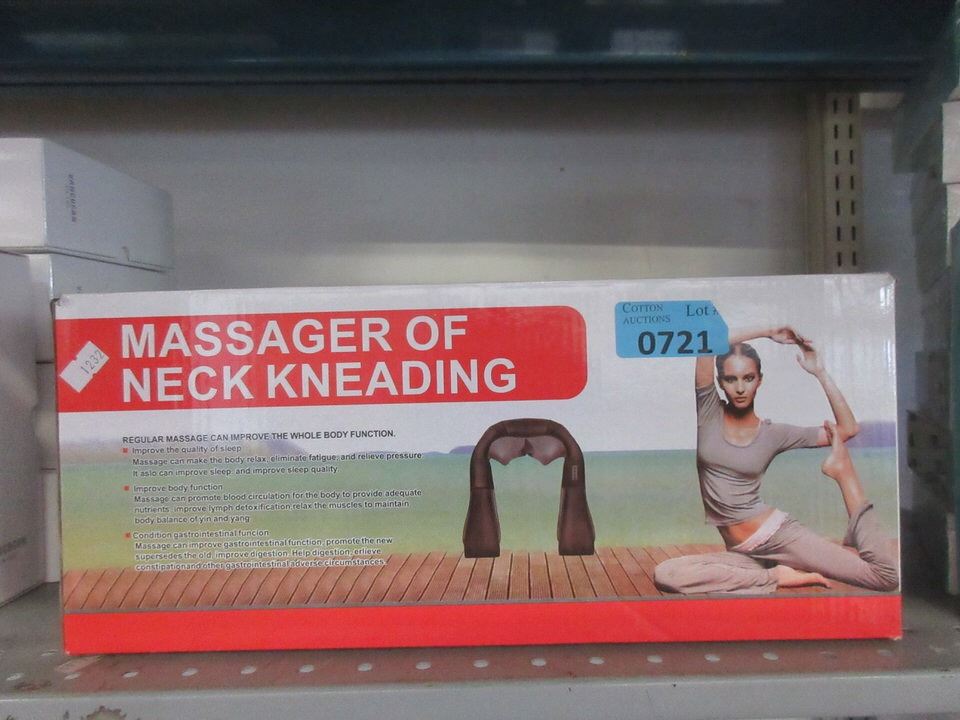 COTTON
AUCTIONS
Lot
0721
1232
MASSAGER OF
NECK KNEADING
REGULAR MASSAGE CAN IMPROVE THE WHOLE BODY FUNCTION.
Improve the quality of sleep
Massage can make the body relax, eliminate fatigue, and relieve pressure
It aslo can improve sleep, and improve sleep quality.
Improve body function
Massage can promote blood circulation for the body to provide adequate
nutrients, improve lymph detoxification,relax the muscles to maintain
body balance of yin and yang
Condition gastrointestinal funcion
Massage can improve gastrointestinal function, promote the new
supersedes the old, improve digestion. Help digestion, erlieve
constipation and other gastrointestinal adverse circumstances.